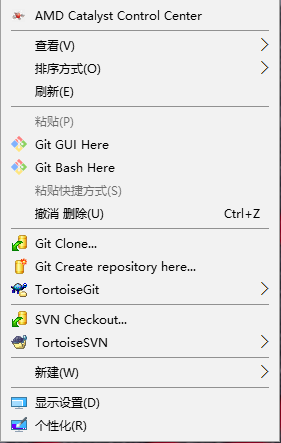 AMD Catalyst Control Center
查看(V)
排序方式(O)
刷新(E)
粘贴(P)
Git GUI Here
Git Bash Here
粘贴快捷方式(S)
撤消 删除(U) Ctrl+Z
Git Clone...
Git Create repository here...
TortoiseGit
SVN Checkout...
TortoiseSVN
新建(W)
显示设置(D)
个性化(R)